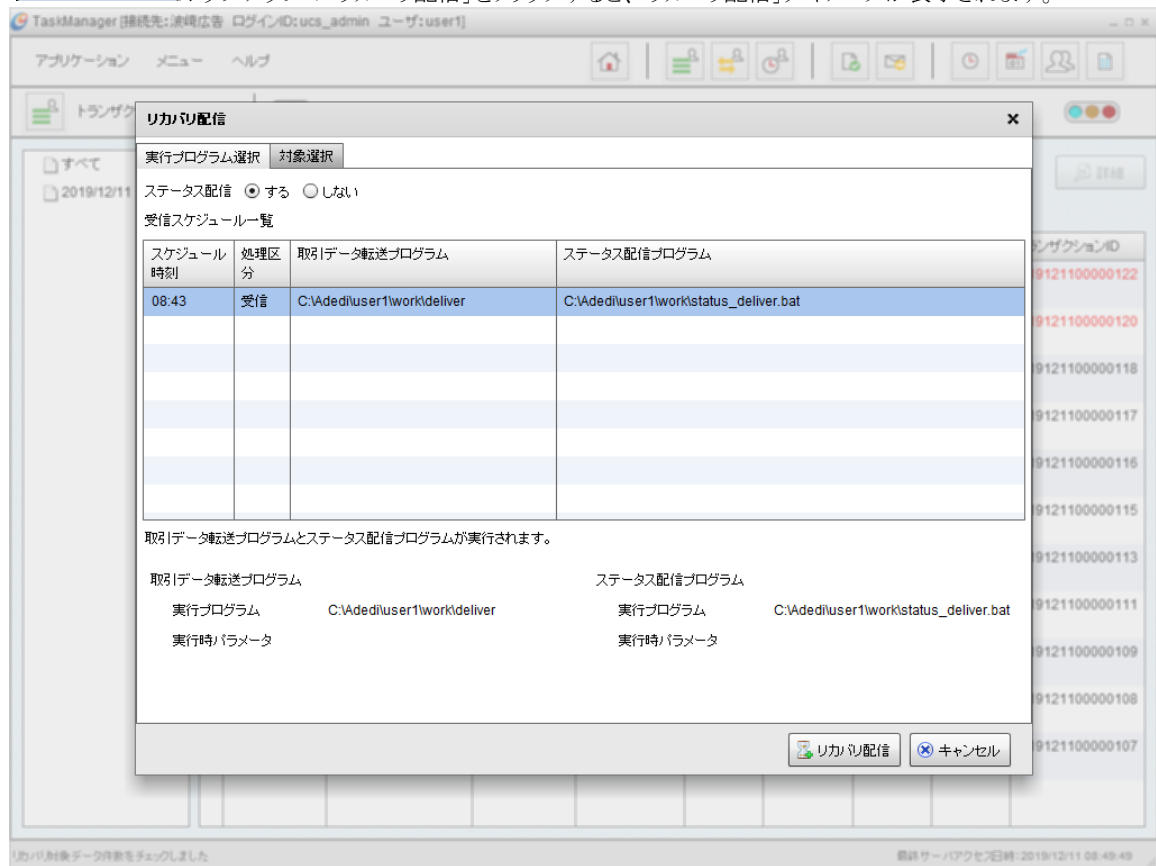 TaskManager [接続先:波崎広告 ログインID:ucs_admin ユーザ:user1]
アプリケーション メニュー ヘルプ
リカバリ配信
すべて
2019/12/11
詳細
実行プログラム選択 対象選択
ステータス配信 する しない
受信スケジュール一覧
スケジュール時刻 処理区分 取引データ転送プログラム ステータス配信プログラム
08:43 受信 C:\Adedi\user1\work\deliver C:\Adedi\user1\work\status_deliver.bat
取引データ転送プログラムとステータス配信プログラムが実行されます。
取引データ転送プログラム ステータス配信プログラム
実行プログラム C:\Adedi\user1\work\deliver 実行プログラム C:\Adedi\user1\work\status_deliver.bat
実行時パラメータ 実行時パラメータ
リカバリ配信 キャンセル
ンザクションID
9121100000122
9121100000120
9121100000118
9121100000117
9121100000116
9121100000115
9121100000113
9121100000111
9121100000109
9121100000108
9121100000107
リカバリ対象データ件数をチェックしました 最終サーバアクセス日時:2019/12/11 08:49:49